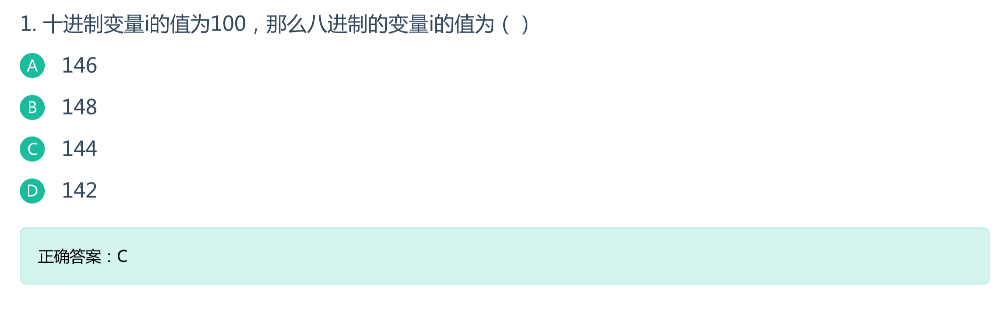 1. 十进制变量i的值为100，那么八进制的变量i的值为（ ）
A 146
B 148
C 144
D 142
正确答案：C